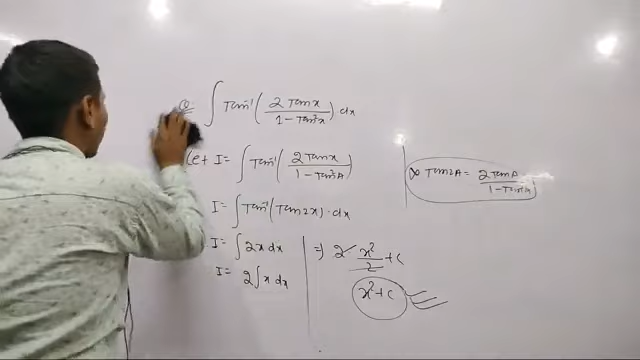 Q. ∫ Tan⁻¹ ( 2 Tan x / 1 - Tan²x ) dx
Let I = ∫ Tan⁻¹ ( 2 Tan x / 1 - Tan²A )
I = ∫ Tan⁻¹ (Tan 2x) · dx
I = ∫ 2x dx
I = 2 ∫ x dx
⇒ 2 x²/2 + c
x² + c
Tan 2A = 2 Tan A / 1 - Tan²A